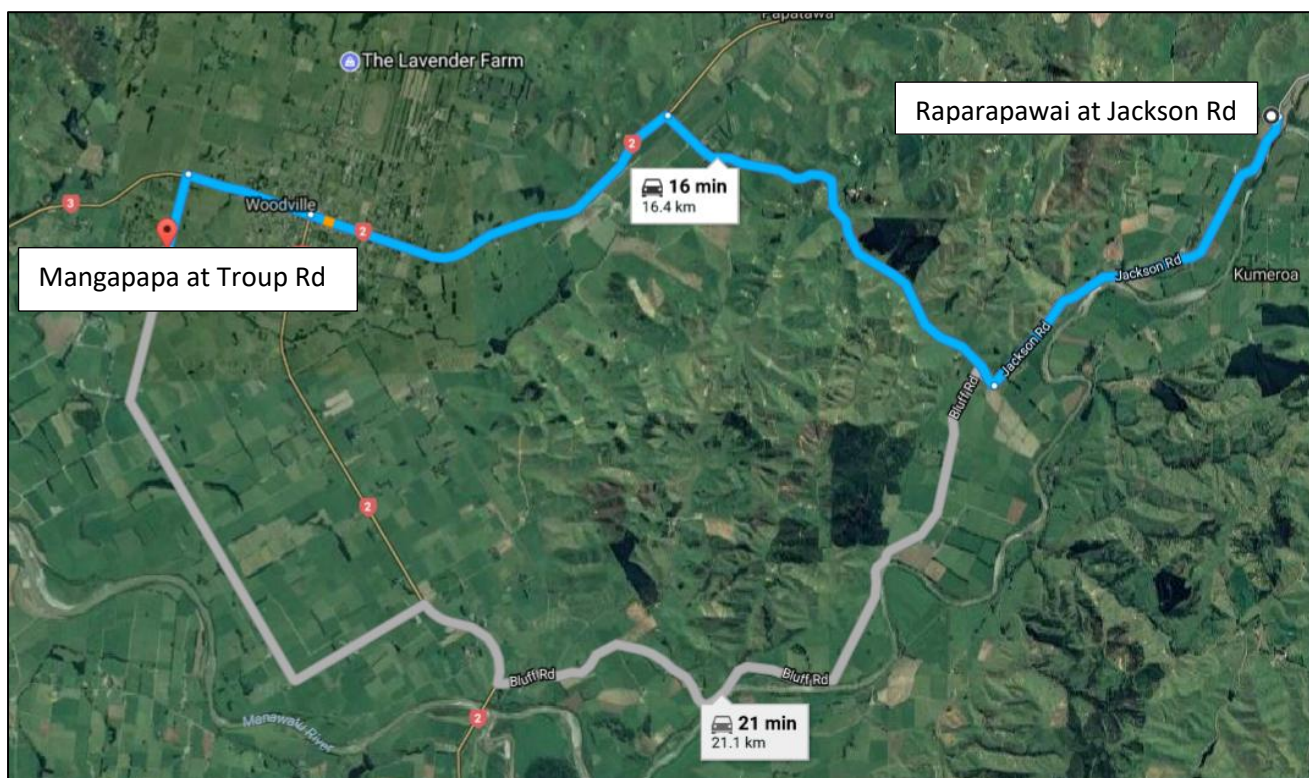 Papatawa
The Lavender Farm
Raparapawai at Jackson Rd
2
16 min
16.4 km
3
Woodville
2
Mangapapa at Troup Rd
Jackson Rd
Kumeroa
Jackson Rd
Bluff Rd
2
Bluff Rd
Bluff Rd
Manawatū River
2
21 min
21.1 km